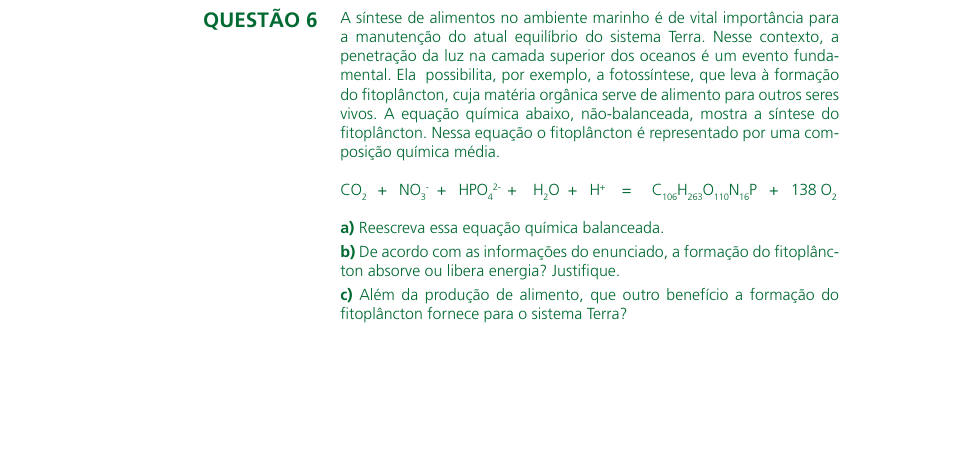 QUESTÃO 6
A síntese de alimentos no ambiente marinho é de vital importância para
a manutenção do atual equilíbrio do sistema Terra. Nesse contexto, a
penetração da luz na camada superior dos oceanos é um evento funda-
mental. Ela possibilita, por exemplo, a fotossíntese, que leva à formação
do fitoplâncton, cuja matéria orgânica serve de alimento para outros seres
vivos. A equação química abaixo, não-balanceada, mostra a síntese do
fitoplâncton. Nessa equação o fitoplâncton é representado por uma com-
posição química média.
CO₂ + NO₃⁻ + HPO₄²⁻ + H₂O + H⁺ = C₁₀₆H₂₆₃O₁₁₀N₁₆P + 138 O₂
a) Reescreva essa equação química balanceada.
b) De acordo com as informações do enunciado, a formação do fitoplânc-
ton absorve ou libera energia? Justifique.
c) Além da produção de alimento, que outro benefício a formação do
fitoplâncton fornece para o sistema Terra?